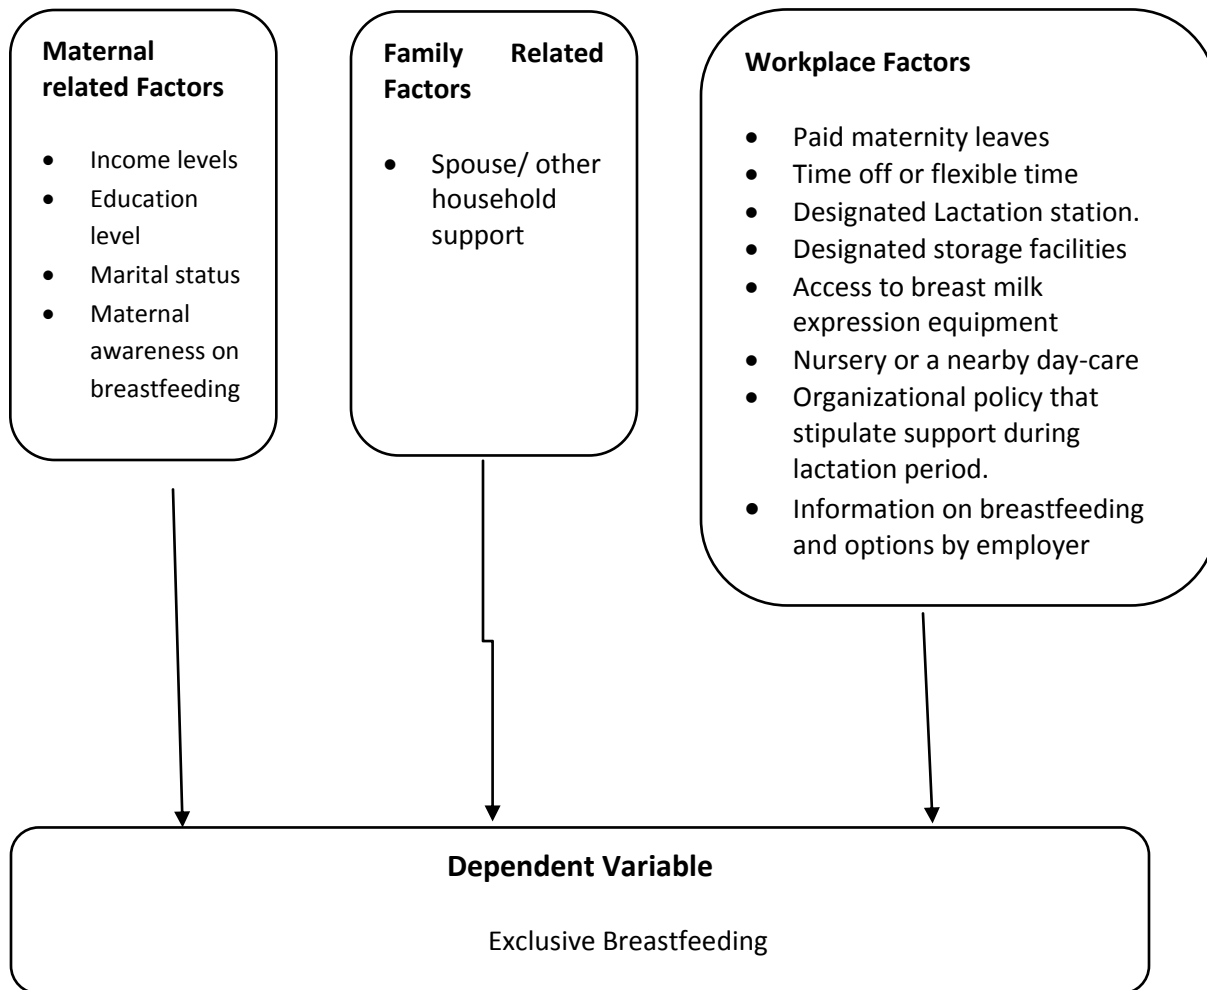 Maternal
related Factors
• Income levels
• Education
level
• Marital status
• Maternal
awareness on
breastfeeding
Family Related
Factors
• Spouse/ other
household
support
Workplace Factors
• Paid maternity leaves
• Time off or flexible time
• Designated Lactation station.
• Designated storage facilities
• Access to breast milk
expression equipment
• Nursery or a nearby day-care
• Organizational policy that
stipulate support during
lactation period.
• Information on breastfeeding
and options by employer
Dependent Variable
Exclusive Breastfeeding